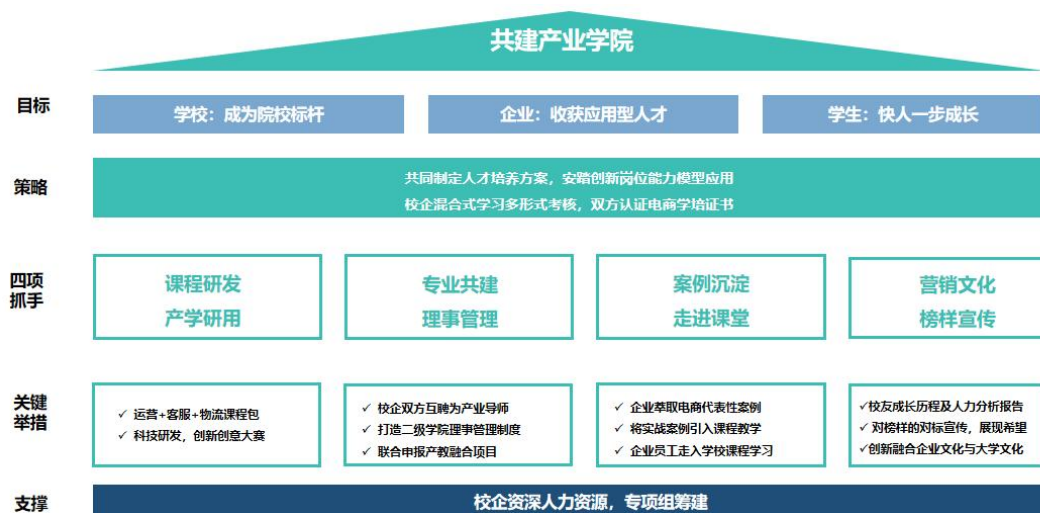 共建产业学院
目标
学校：成为院校标杆
企业：收获应用型人才
学生：快人一步成长
策略
共同制定人才培养方案，安踏创新岗位能力模型应用
校企混合式学习多形式考核，双方认证电商学培证书
四项
抓手
课程研发
产学研用
专业共建
理事管理
案例沉淀
走进课堂
营销文化
榜样宣传
关键
举措
✓ 运营+客服+物流课程包
✓ 科技研发，创新创意大赛
✓ 校企双方互聘为产业导师
✓ 打造二级学院理事管理制度
✓ 联合申报产教融合项目
✓ 企业萃取电商代表性案例
✓ 将实战案例引入课程教学
✓ 企业员工走入学校课程学习
✓校友成长历程及人力分析报告
✓ 对榜样的对标宣传，展现希望
✓创新融合企业文化与大学文化
支撑
校企资深人力资源，专项组筹建